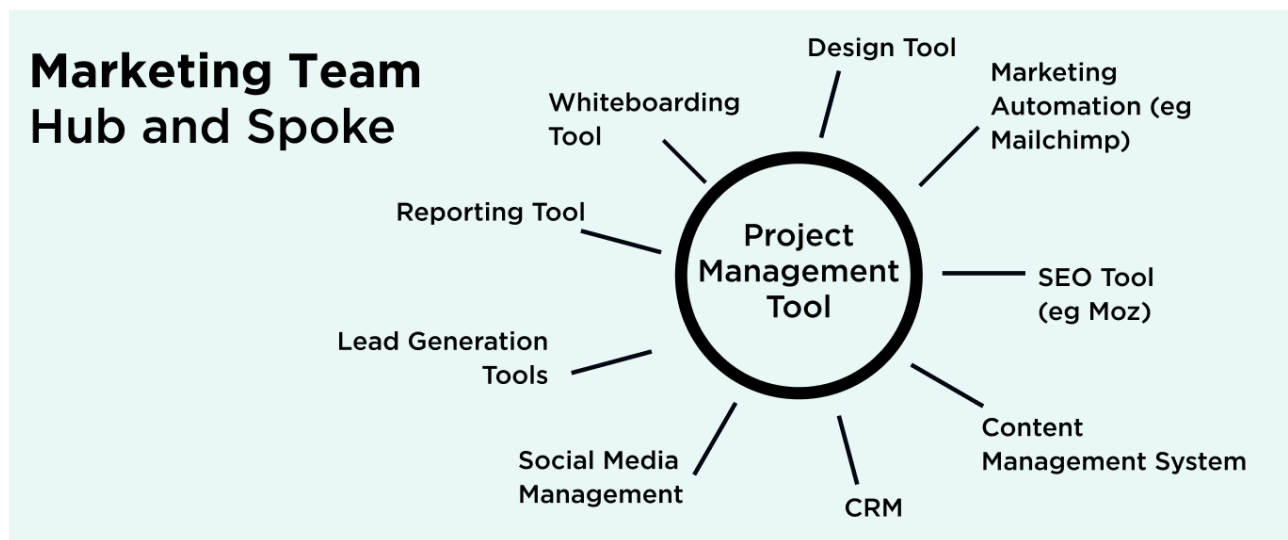 Marketing Team
Hub and Spoke
Design Tool
Marketing
Automation (eg
Mailchimp)
Whiteboarding
Tool
Reporting Tool
Project
Management
Tool
SEO Tool
(eg Moz)
Lead Generation
Tools
Content
Management System
Social Media
Management
CRM